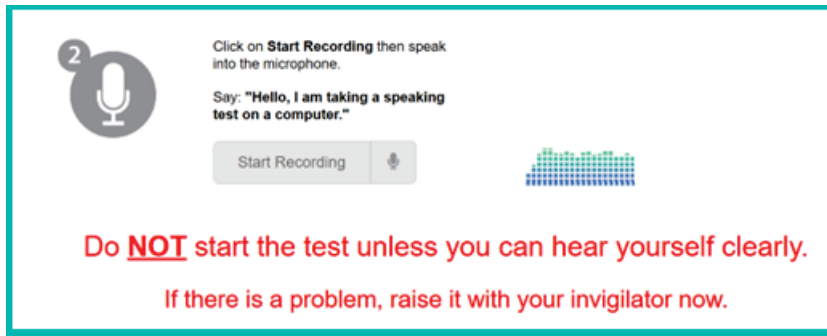 2
Click on Start Recording then speak
into the microphone.
Say: "Hello, I am taking a speaking
test on a computer."
Start Recording
Do NOT start the test unless you can hear yourself clearly.
If there is a problem, raise it with your invigilator now.